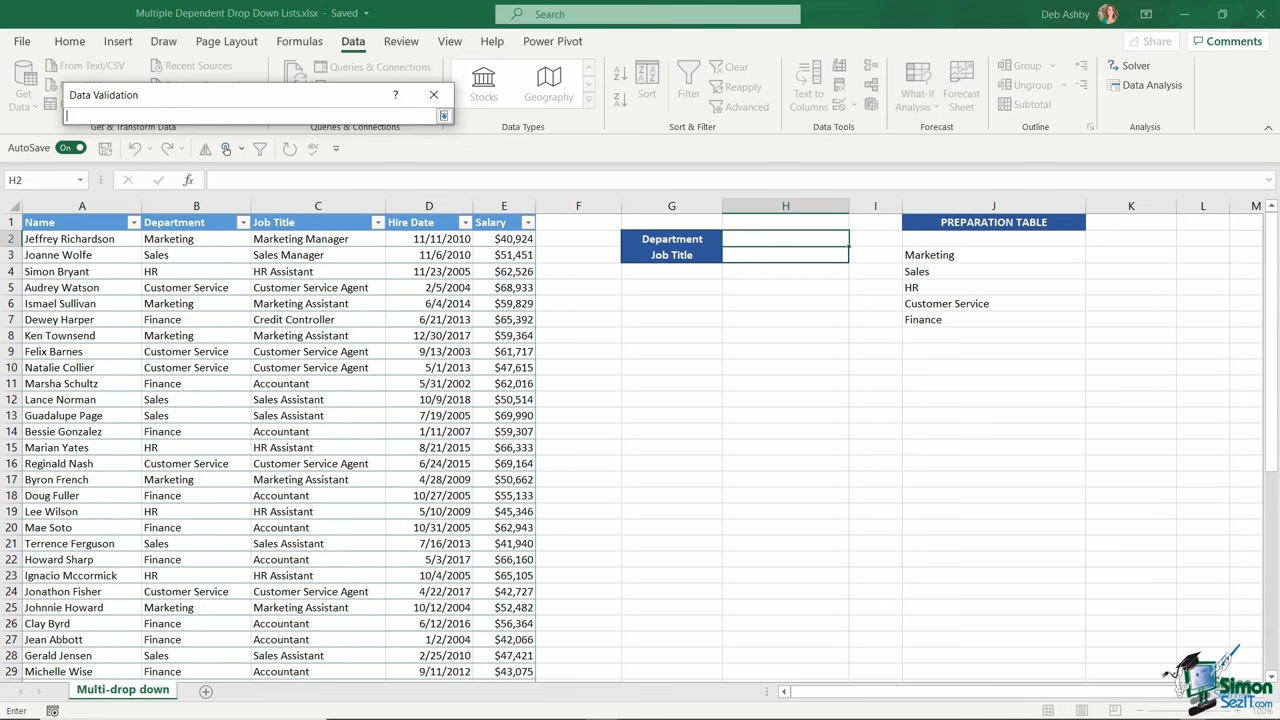 Multiple Dependent Drop Down Lists.xlsx - Saved
Search
Deb Ashby
File Home Insert Draw Page Layout Formulas Data Review View Help Power Pivot
Share
Comments
From Text/CSV
Recent Sources
Queries & Connections
Get
Data
Data Validation
?
Get & Transform Data
Queries & Connections
Stocks
Geography
Data Types
Sort
Filter
Clear
Reapply
Advanced
Sort & Filter
Text to
Columns
Data Tools
What-If
Analysis
Forecast
Sheet
Forecast
Group
Ungroup
Subtotal
Outline
Solver
Data Analysis
Analysis
AutoSave On
H2
fx
A B C D E F G H I J K L M
1 Name Department Job Title Hire Date Salary PREPARATION TABLE
2 Jeffrey Richardson Marketing Marketing Manager 11/11/2010 $40,924 Department
3 Joanne Wolfe Sales Sales Manager 11/6/2010 $51,451 Job Title Marketing
4 Simon Bryant HR HR Assistant 11/23/2005 $62,526 Sales
5 Audrey Watson Customer Service Customer Service Agent 2/5/2004 $68,933 HR
6 Ismael Sullivan Marketing Marketing Assistant 6/4/2014 $59,829 Customer Service
7 Dewey Harper Finance Credit Controller 6/21/2013 $65,392 Finance
8 Ken Townsend Marketing Marketing Assistant 12/30/2017 $59,364
9 Felix Barnes Customer Service Customer Service Agent 9/13/2003 $61,717
10 Natalie Collier Customer Service Customer Service Agent 5/1/2013 $47,615
11 Marsha Schultz Finance Accountant 5/31/2002 $62,016
12 Lance Norman Sales Sales Assistant 10/9/2018 $50,514
13 Guadalupe Page Sales Sales Assistant 7/19/2005 $69,990
14 Bessie Gonzalez Finance Accountant 1/11/2007 $59,307
15 Marian Yates HR HR Assistant 8/21/2015 $66,333
16 Reginald Nash Customer Service Customer Service Agent 6/24/2015 $69,164
17 Byron French Marketing Marketing Assistant 4/28/2009 $50,662
18 Doug Fuller Finance Accountant 10/27/2005 $55,133
19 Lee Wilson HR HR Assistant 5/10/2009 $45,346
20 Mae Soto Finance Accountant 10/31/2005 $62,943
21 Terrence Ferguson Sales Sales Assistant 7/16/2013 $41,940
22 Howard Sharp Finance Accountant 5/3/2017 $66,160
23 Ignacio Mccormick HR HR Assistant 10/4/2005 $65,105
24 Jonathon Fisher Customer Service Customer Service Agent 4/22/2017 $42,727
25 Johnnie Howard Marketing Marketing Assistant 10/12/2004 $52,482
26 Clay Byrd Finance Accountant 6/12/2016 $56,364
27 Jean Abbott Finance Accountant 1/2/2004 $42,066
28 Gerald Jensen Sales Sales Assistant 2/25/2010 $47,421
29 Michelle Wise Finance Accountant 9/11/2012 $43,075
Multi-drop down
Enter
100%
Simon
SezIT.com